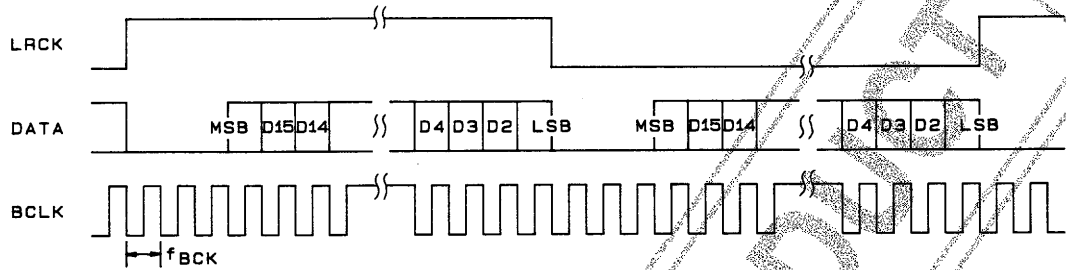 LRCK
DATA MSB D15 D14 D4 D3 D2 LSB MSB D15 D14 D4 D3 D2 LSB
BCLK
fBCK